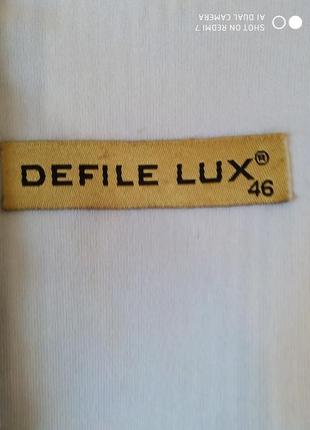 SHOT ON REDMI 7
AI DUAL CAMERA
DEFILE LUX®
46